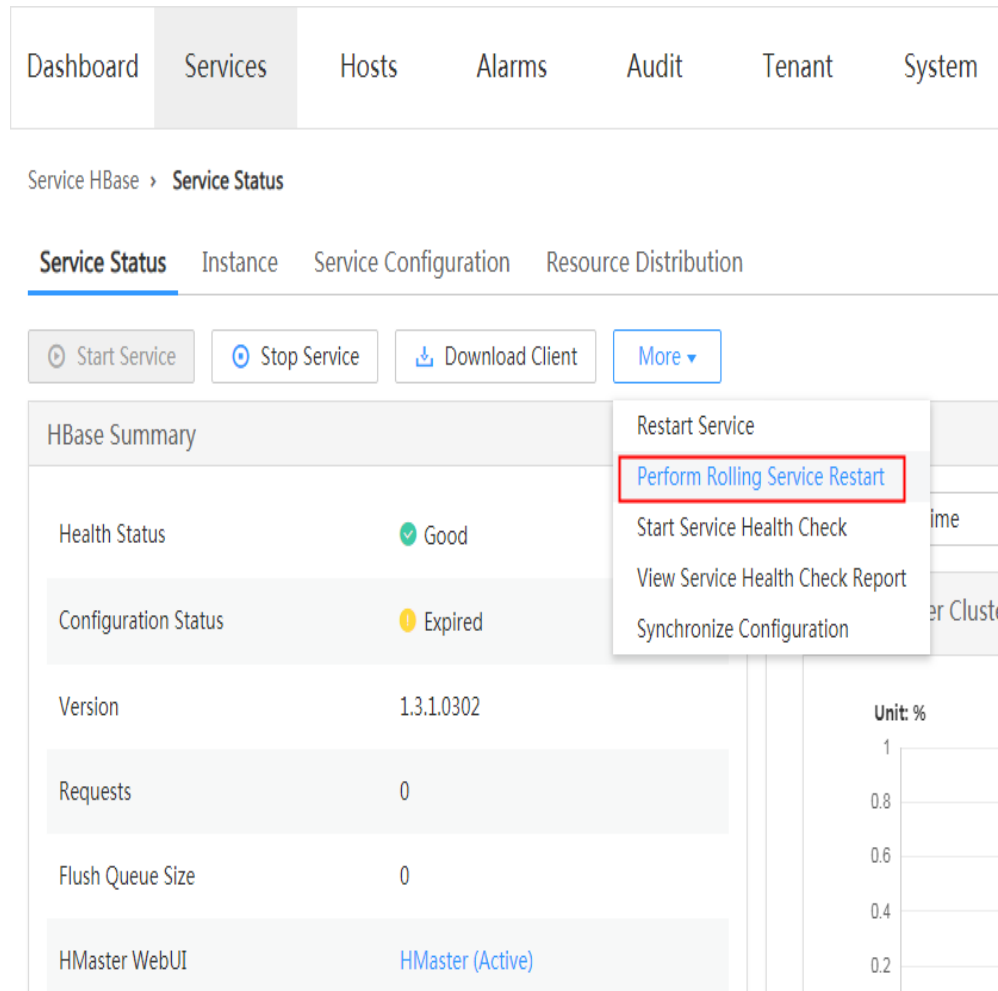 Dashboard Services Hosts Alarms Audit Tenant System
Service HBase › Service Status
Service Status Instance Service Configuration Resource Distribution
Start Service Stop Service Download Client More
HBase Summary
Restart Service
Perform Rolling Service Restart
Start Service Health Check
View Service Health Check Report
Synchronize Configuration
Health Status Good
Configuration Status Expired
Version 1.3.1.0302
Requests 0
Flush Queue Size 0
HMaster WebUI HMaster (Active)
Unit: %
1
0.8
0.6
0.4
0.2